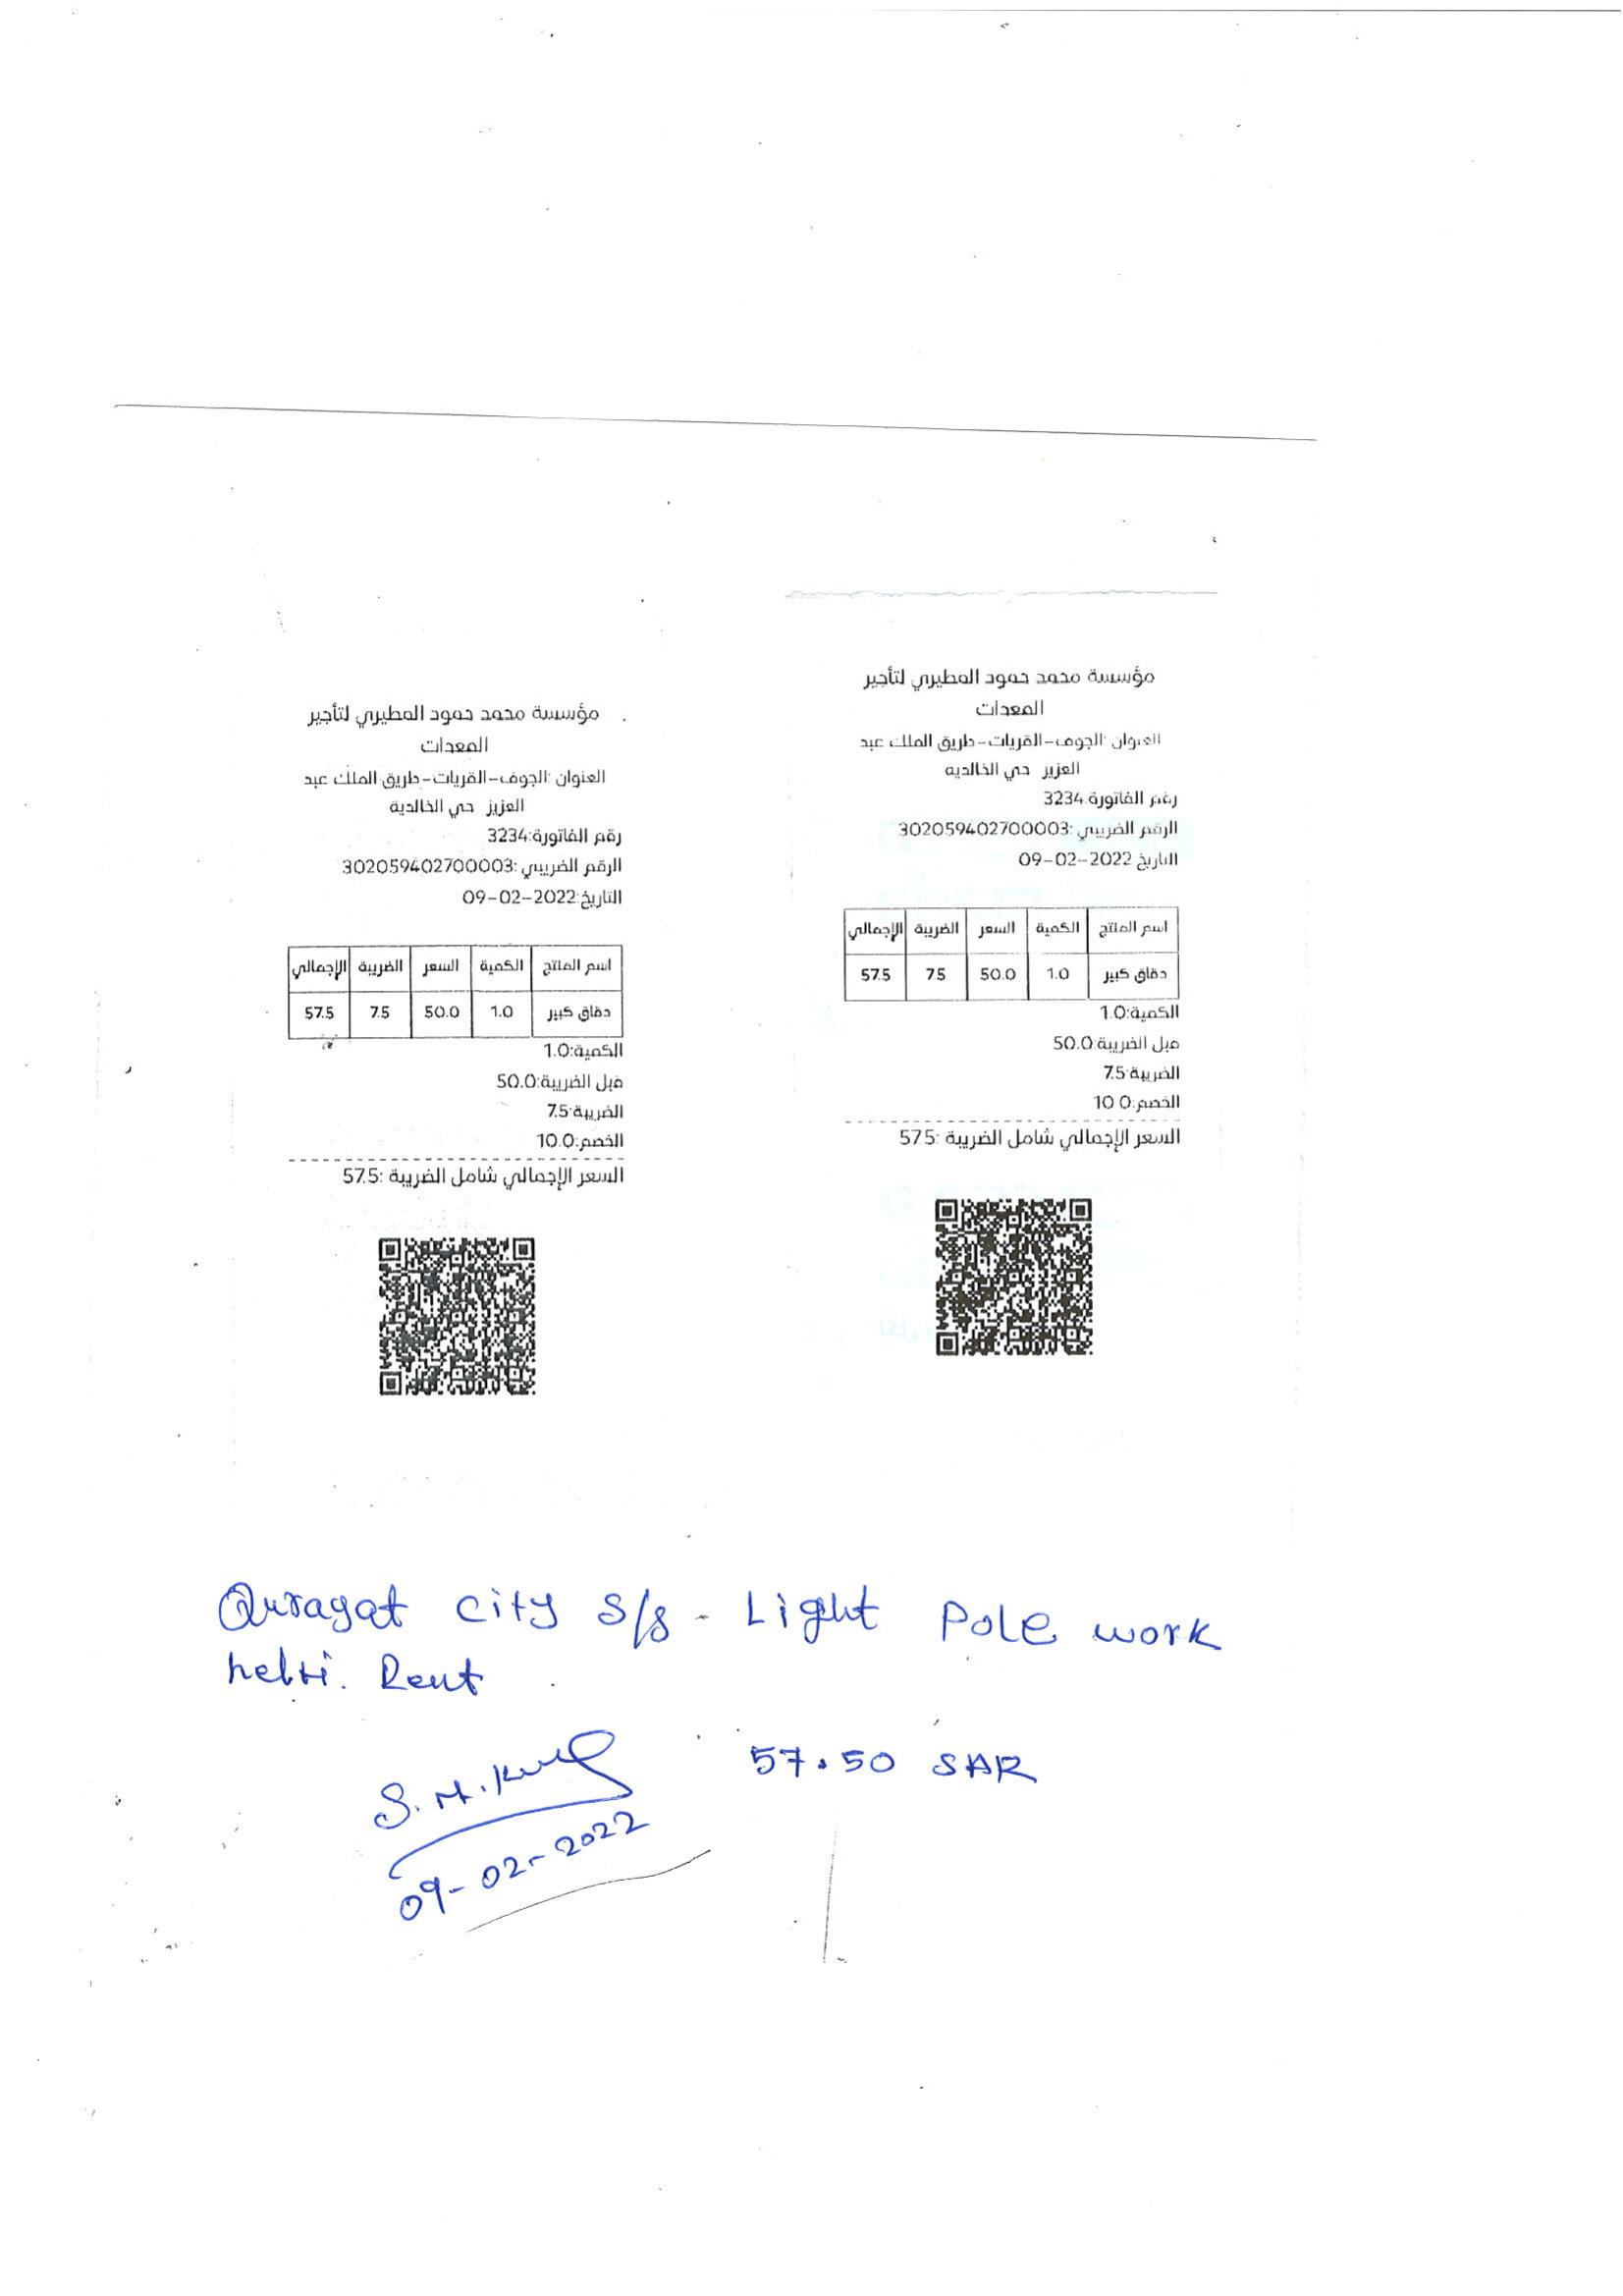 مؤسسة محمد حمود المطيري لتأجير
المعدات
العنوان :الجوف-القريات-طريق الملك عبد
العزيز حي الخالدية
رقم الفاتورة:3234
الرقم الضريبي :302059402700003
التاريخ:2022-02-09
اسم المنتج الكمية السعر الضريبة الإجمالي
دقاق كبير 1.0 50.0 7.5 57.5
الكمية:1.0
قبل الضريبة:50.0
الضريبة:7.5
الخصم:10.0
السعر الإجمالي شامل الضريبة :57.5
مؤسسة محمد حمود المطيري لتأجير
المعدات
العنوان :الجوف-القريات-طريق الملك عبد
العزيز حي الخالدية
رقم الفاتورة:3234
الرقم الضريبي :302059402700003
التاريخ 2022-02-09
اسم المنتج الكمية السعر الضريبة الإجمالي
دقاق كبير 1.0 50.0 7.5 57.5
الكمية:1.0
قبل الضريبة:50.0
الضريبة:7.5
الخصم:10.0
السعر الإجمالي شامل الضريبة :57.5
Qurayat city S/S - Light Pole work
Rent
57.50 SAR
09-02-2022